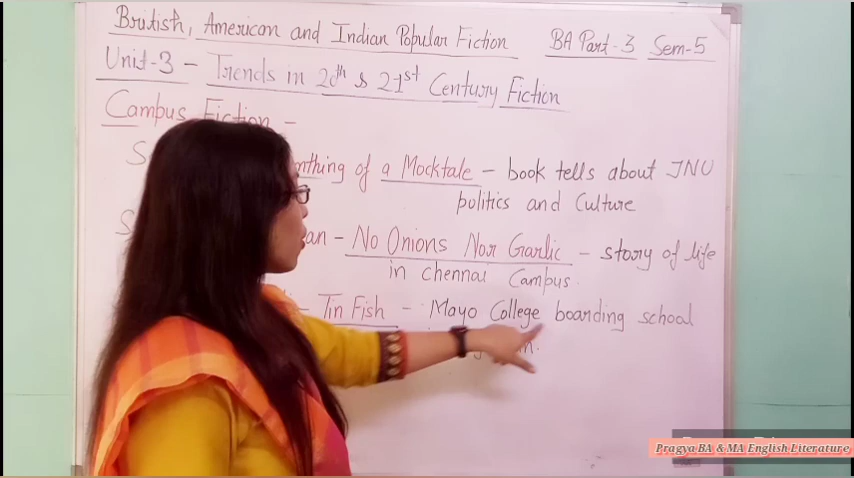 British, American and Indian Popular Fiction BA Part-3 Sem-5
Unit-3 - Trends in 20th & 21st Century Fiction
Campus Fiction -
of a Mocktale - book tells about JNU
politics and Culture
No Onions Nor Garlic - story of life
in chennai Campus.
Tin Fish - Mayo College boarding school
Pragya BA & MA English Literature